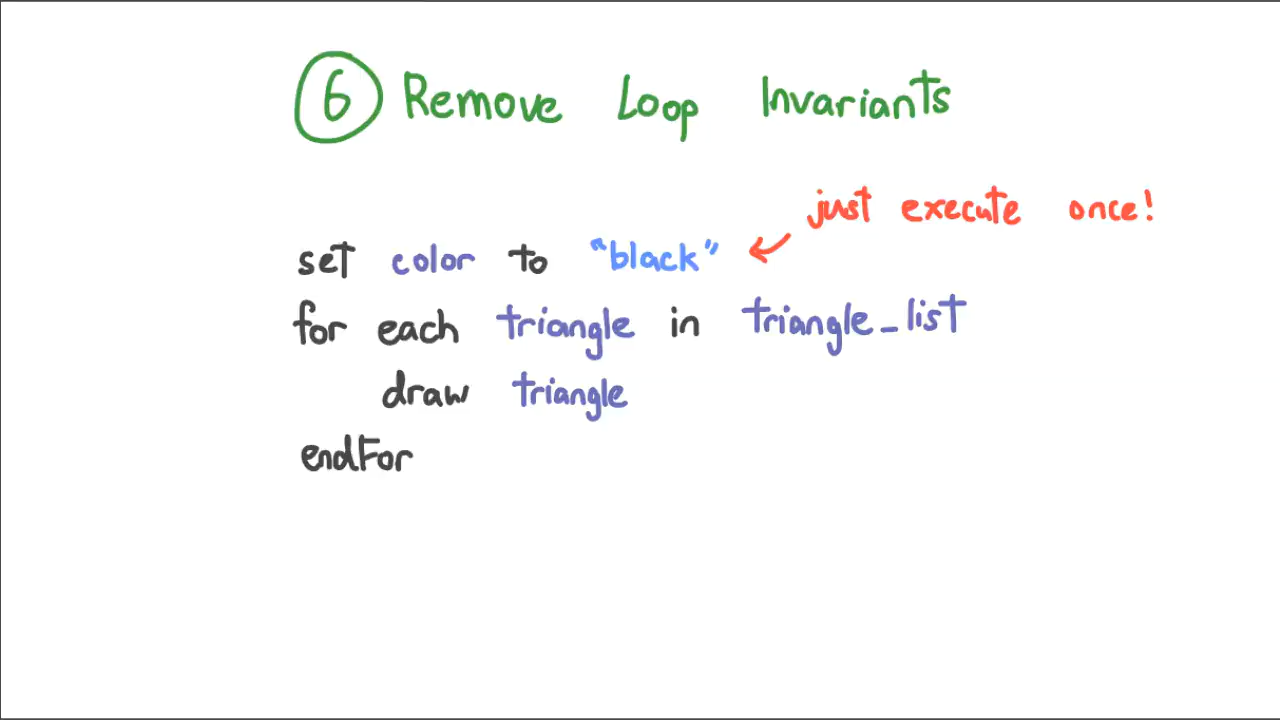 6 Remove Loop Invariants
just execute once!
set color to "black"
for each triangle in triangle_list
draw triangle
endFor